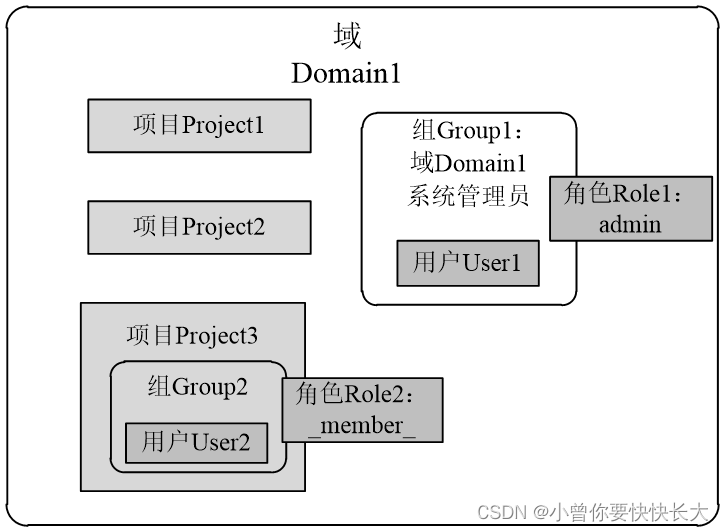 域
Domain1
项目Project1
组Group1：
域Domain1
系统管理员
角色Role1：
admin
项目Project2
用户User1
项目Project3
组Group2
角色Role2：
_member_
用户User2
CSDN @小曾你要快快长大